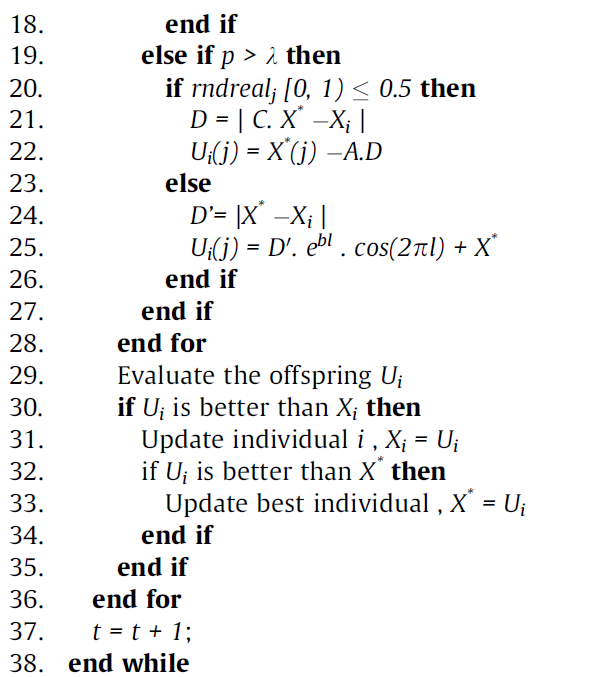 18. end if
19. else if p > λ then
20. if rndrealj [0, 1) ≤ 0.5 then
21. D = | C. X* –Xi |
22. Ui(j) = X*(j) –A.D
23. else
24. D'= |X* –Xi |
25. Ui(j) = D'. e^bl . cos(2πl) + X*
26. end if
27. end if
28. end for
29. Evaluate the offspring Ui
30. if Ui is better than Xi then
31. Update individual i , Xi = Ui
32. if Ui is better than X* then
33. Update best individual , X* = Ui
34. end if
35. end if
36. end for
37. t = t + 1;
38. end while